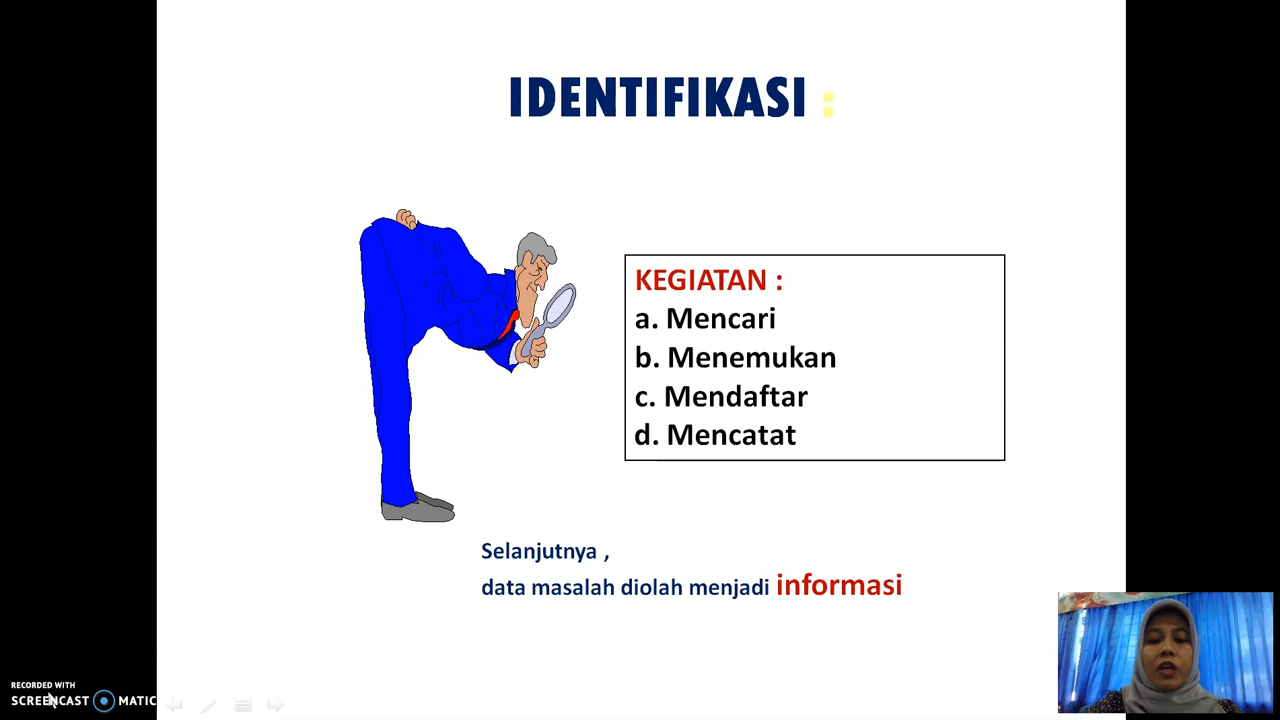 IDENTIFIKASI :
KEGIATAN :
a. Mencari
b. Menemukan
c. Mendaftar
d. Mencatat
Selanjutnya ,
data masalah diolah menjadi informasi
RECORDED WITH
SCREENCAST MATIC